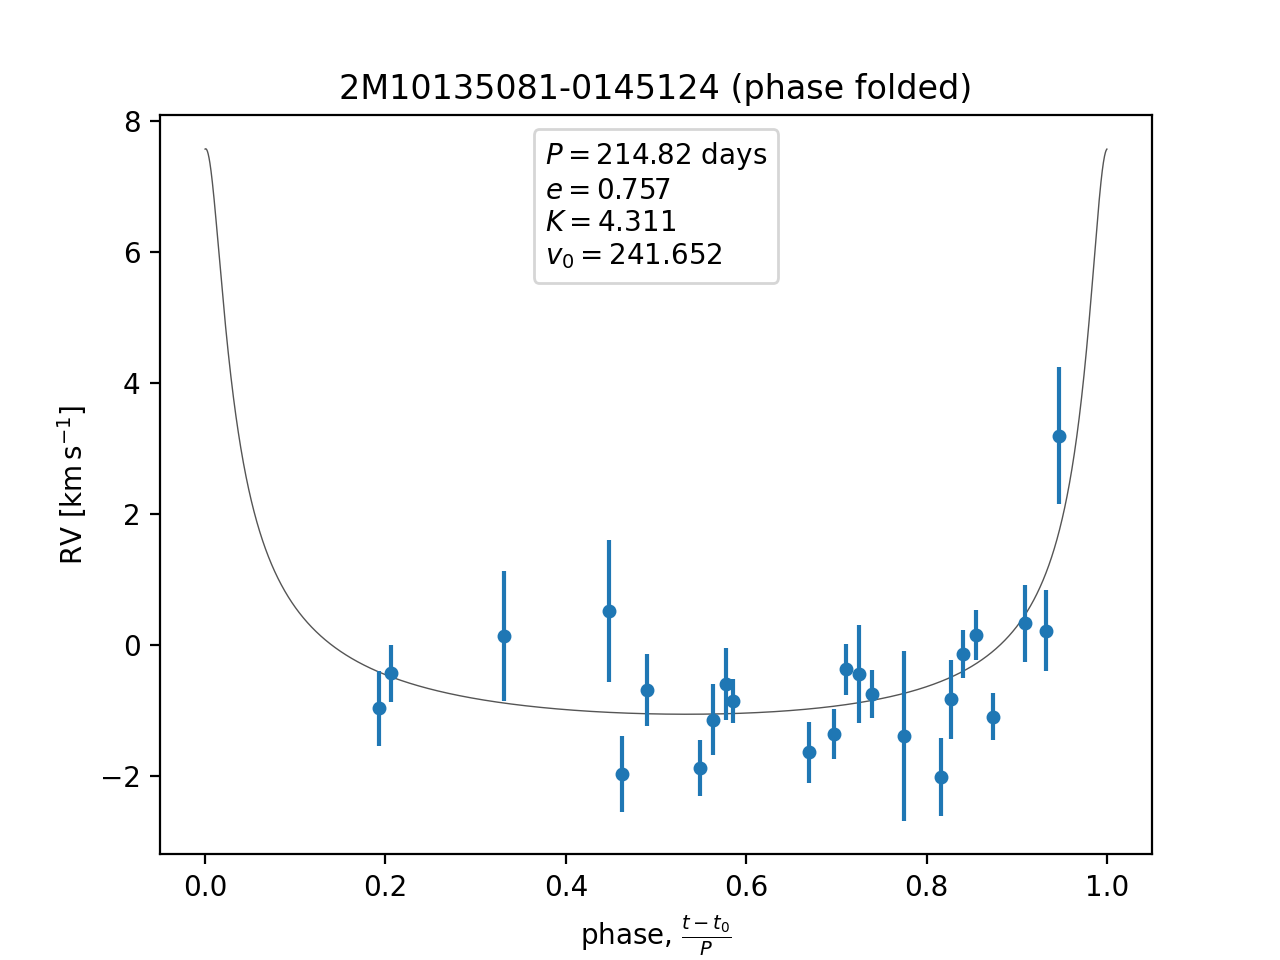 2M10135081-0145124 (phase folded)
P = 214.82 days
e = 0.757
K = 4.311
v₀ = 241.652
8
6
4
2
0
−2
RV [km s⁻¹]
0.0 0.2 0.4 0.6 0.8 1.0
phase, (t − t₀)/P